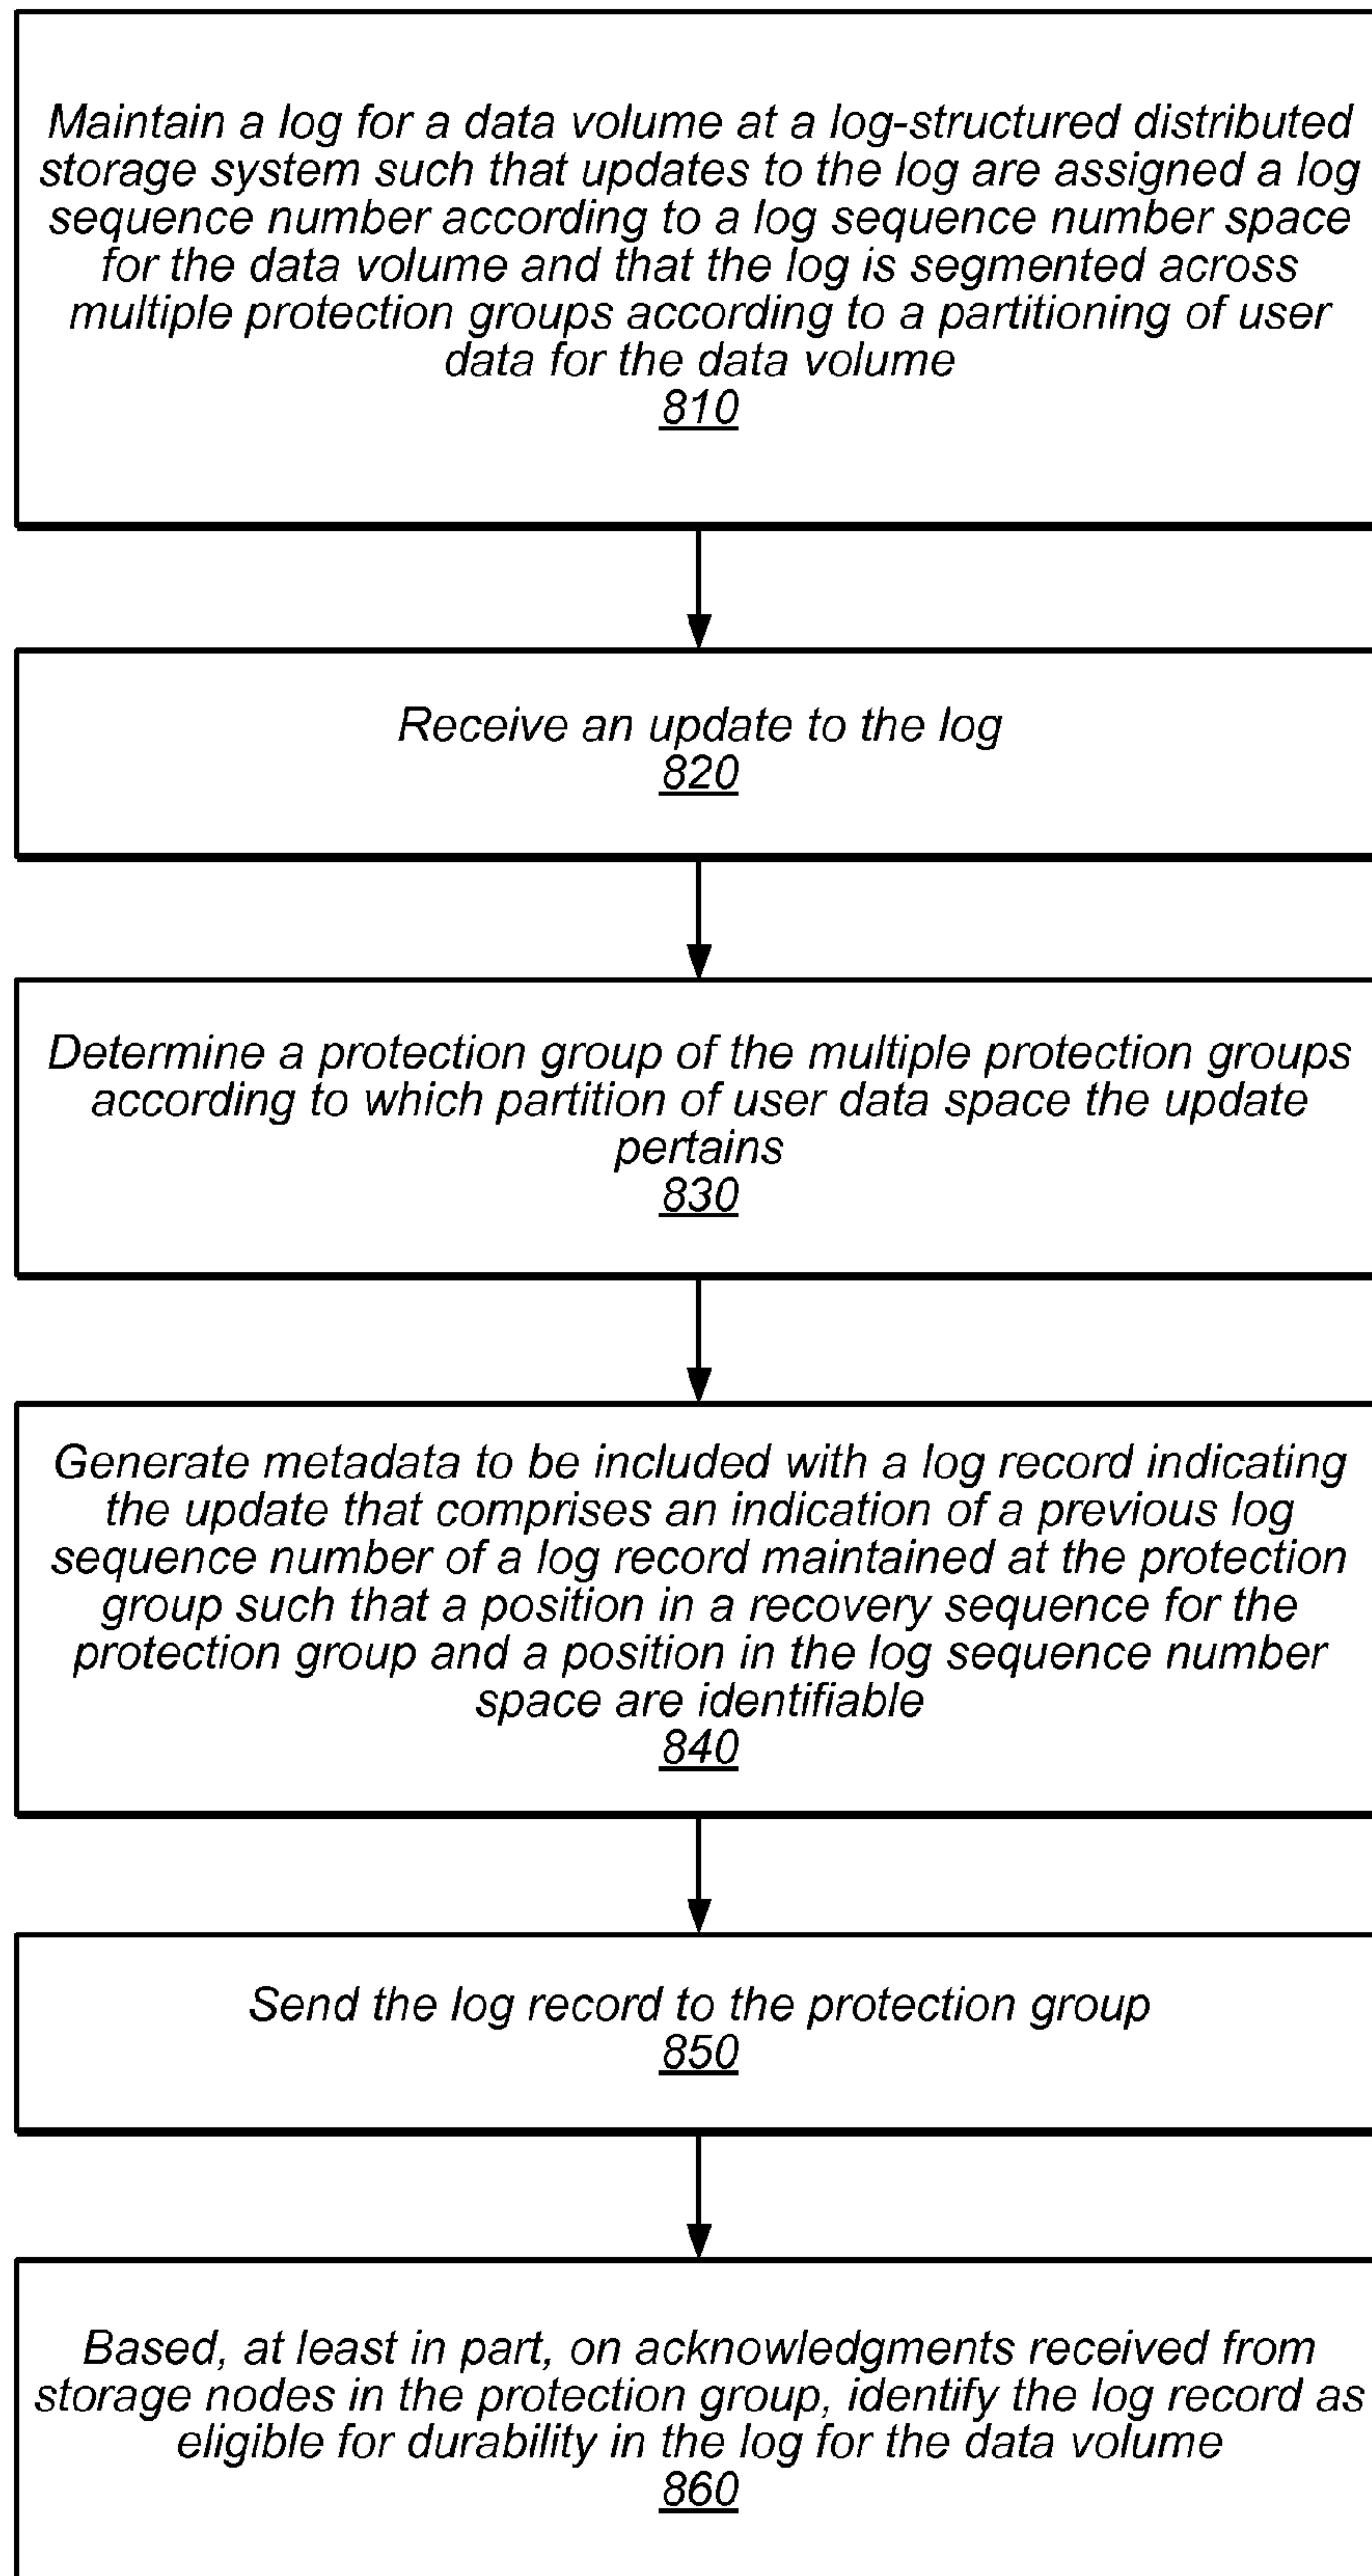 Maintain a log for a data volume at a log-structured distributed
storage system such that updates to the log are assigned a log
sequence number according to a log sequence number space
for the data volume and that the log is segmented across
multiple protection groups according to a partitioning of user
data for the data volume
810
Receive an update to the log
820
Determine a protection group of the multiple protection groups
according to which partition of user data space the update
pertains
830
Generate metadata to be included with a log record indicating
the update that comprises an indication of a previous log
sequence number of a log record maintained at the protection
group such that a position in a recovery sequence for the
protection group and a position in the log sequence number
space are identifiable
840
Send the log record to the protection group
850
Based, at least in part, on acknowledgments received from
storage nodes in the protection group, identify the log record as
eligible for durability in the log for the data volume
860